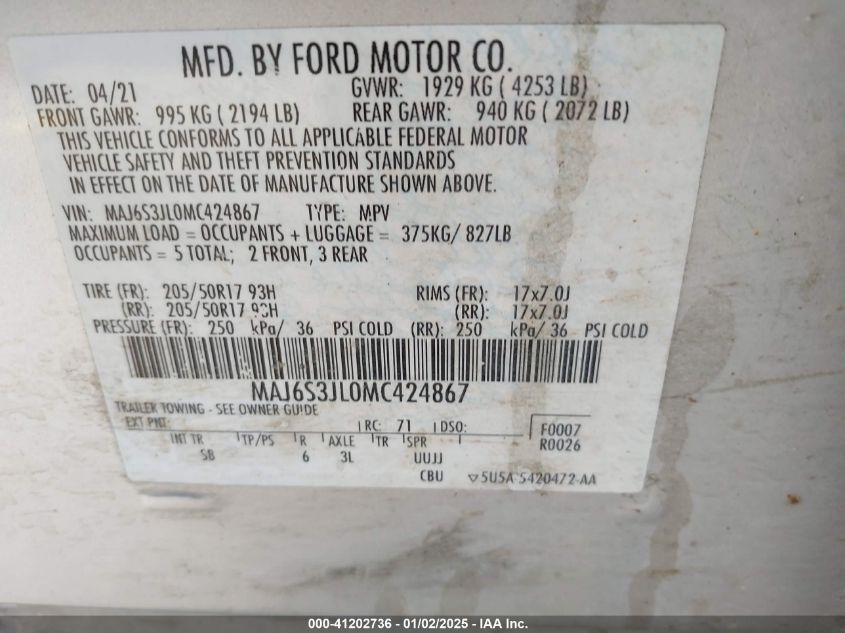 MFD. BY FORD MOTOR CO.
DATE: 04/21 GVWR: 1929 KG ( 4253 LB)
FRONT GAWR: 995 KG ( 2194 LB) REAR GAWR: 940 KG ( 2072 LB)
THIS VEHICLE CONFORMS TO ALL APPLICABLE FEDERAL MOTOR
VEHICLE SAFETY AND THEFT PREVENTION STANDARDS
IN EFFECT ON THE DATE OF MANUFACTURE SHOWN ABOVE.
VIN: MAJ6S3JL0MC424867 TYPE: MPV
MAXIMUM LOAD = OCCUPANTS + LUGGAGE = 375KG/ 827LB
OCCUPANTS = 5 TOTAL; 2 FRONT, 3 REAR
TIRE (FR): 205/50R17 93H RIMS (FR): 17x7.0J
(RR): 205/50R17 93H (RR): 17x7.0J
PRESSURE (FR): 250 kPa/ 36 PSI COLD (RR): 250 kPa/ 36 PSI COLD
MAJ6S3JL0MC424867
TRAILER TOWING - SEE OWNER GUIDE
EXT PNT: RC: 71 DSO: F0007
R0026
INT TR TP/PS R AXLE TR SPR
SB 6 3L UUJJ
CBU ▽5U5A 5420472-AA
000-41202736 - 01/02/2025 - IAA Inc.